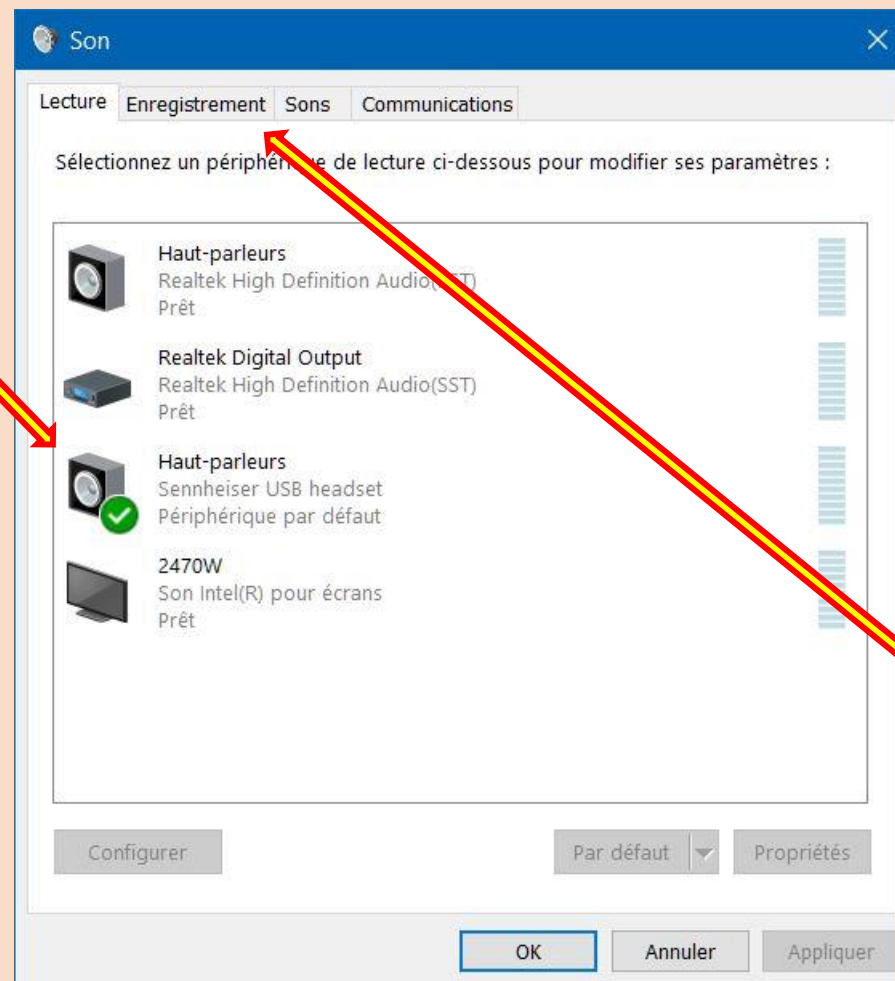 Son
Lecture Enregistrement Sons Communications
Sélectionnez un périphérique de lecture ci-dessous pour modifier ses paramètres :
Haut-parleurs
Realtek High Definition Audio(SST)
Prêt
Realtek Digital Output
Realtek High Definition Audio(SST)
Prêt
Haut-parleurs
Sennheiser USB headset
Périphérique par défaut
2470W
Son Intel(R) pour écrans
Prêt
Configurer Par défaut Propriétés
OK Annuler Appliquer